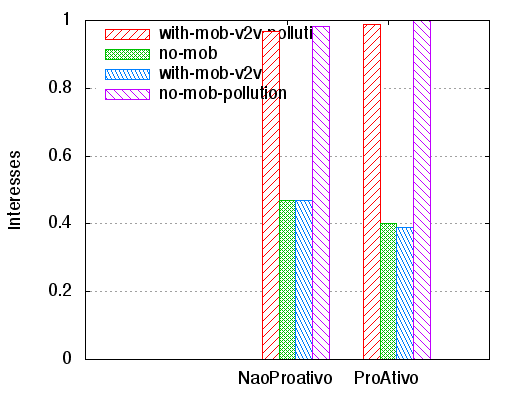 1
with-mob-v2v-polluti
no-mob
0.8
with-mob-v2v
no-mob-pollution
0.6
Interesses
0.4
0.2
0
NaoProativo ProAtivo